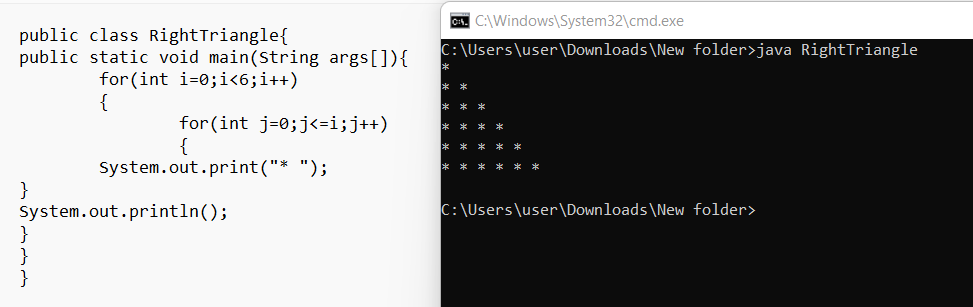 public class RightTriangle{
public static void main(String args[]){
        for(int i=0;i<6;i++)
        {
                for(int j=0;j<=i;j++)
                {
        System.out.print("* ");
}
System.out.println();
}
}
}
C:\Windows\System32\cmd.exe
C:\Users\user\Downloads\New folder>java RightTriangle
*
* *
* * *
* * * *
* * * * *
* * * * * *
C:\Users\user\Downloads\New folder>